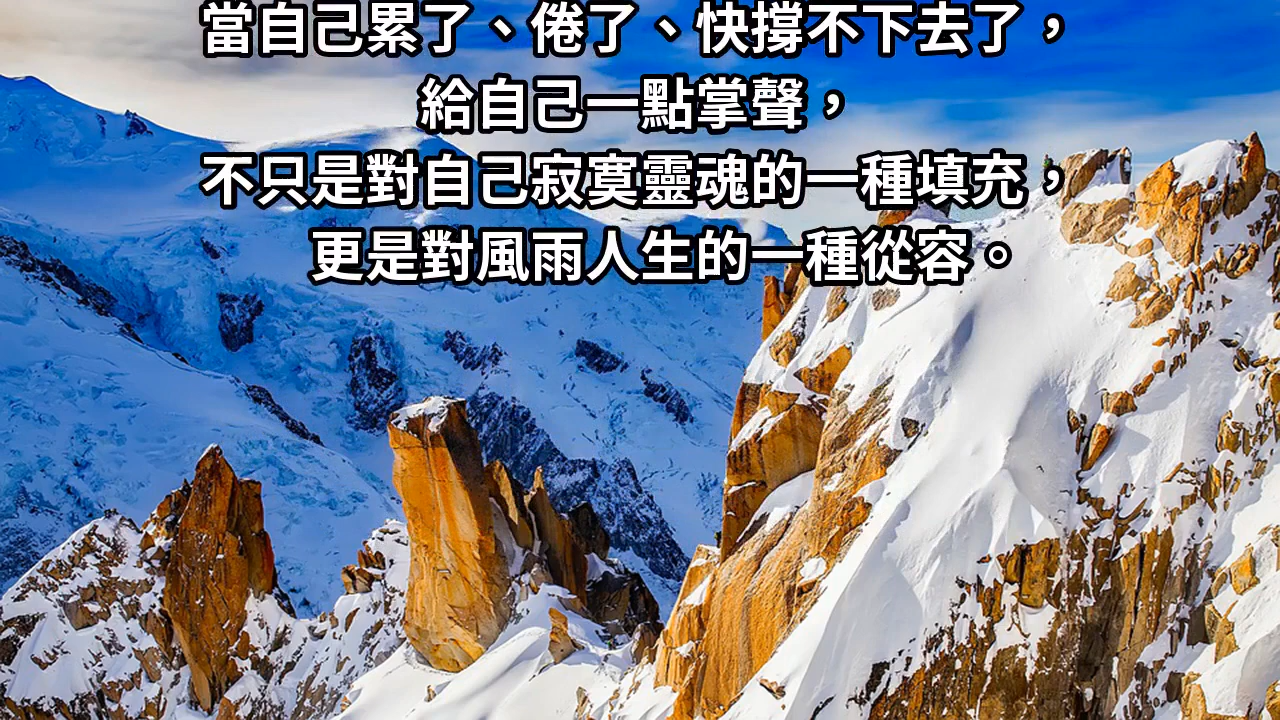 當自己累了、倦了、快撐不下去了，
給自己一點掌聲，
不只是對自己寂寞靈魂的一種填充，
更是對風雨人生的一種從容。